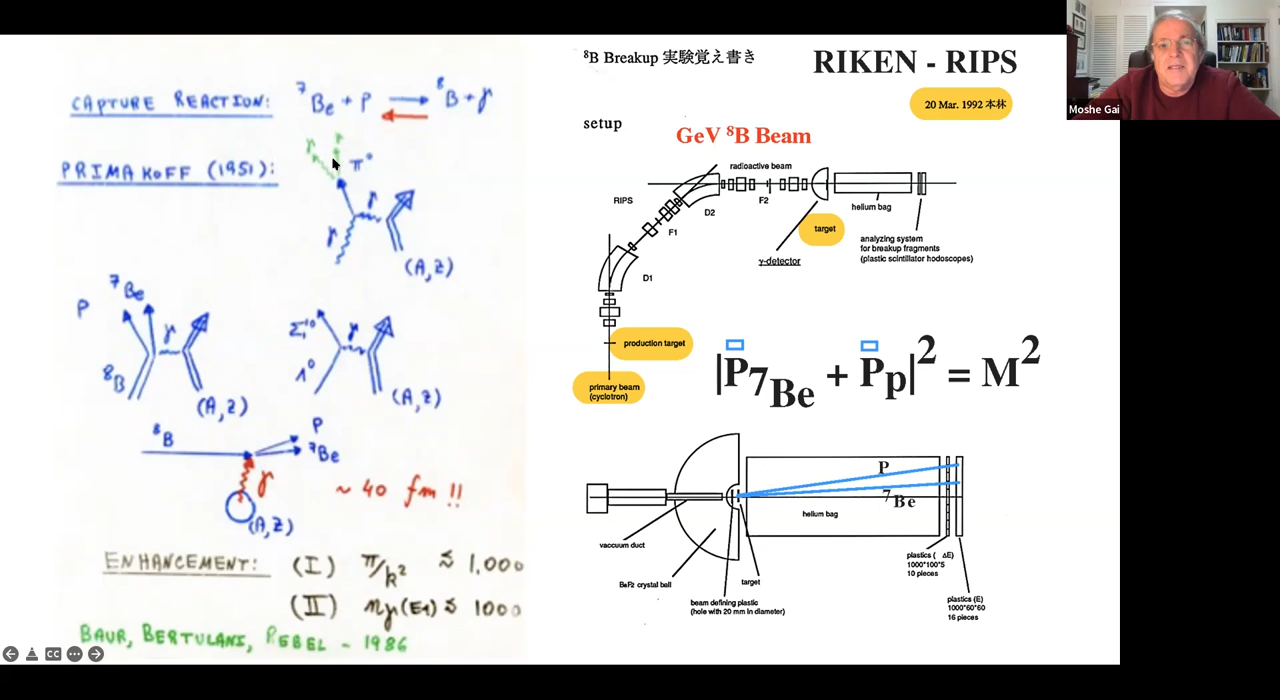 CAPTURE REACTION: ⁷Be + P ⟶ ⁸B + γ
PRIMAKOFF (1951):
γ γ π⁰
γ
γ
(A, Z)
⁷Be
P
γ
⁸B
(A, Z)
Σ⁰
γ
Λ⁰
(A, Z)
⁸B
P
⁷Be
γ
~ 40 fm !!
(A, Z)
ENHANCEMENT: (I) π/k² ≈ 1,000
(II) nγ(E1) ≈ 1000
BAUR, BERTULANI, REBEL - 1986
CC
⁸B Breakup 実験覚え書き
RIKEN - RIPS
20 Mar. 1992 本林
setup
GeV ⁸B Beam
radioactive beam
RIPS
D2
F2
F1
D1
helium bag
target
γ-detector
analyzing system
for breakup fragments
(plastic scintillator hodoscopes)
production target
primary beam
(cyclotron)
|P7Be + Pp|² = M²
P
⁷Be
helium bag
vaccuum duct
BaF2 crystal ball
beam defining plastic
(hole with 20 mm in diameter)
target
plastics ( ΔE)
1000*100*5
10 pieces
plastics (E)
1000*60*60
16 pieces
Moshe Gai